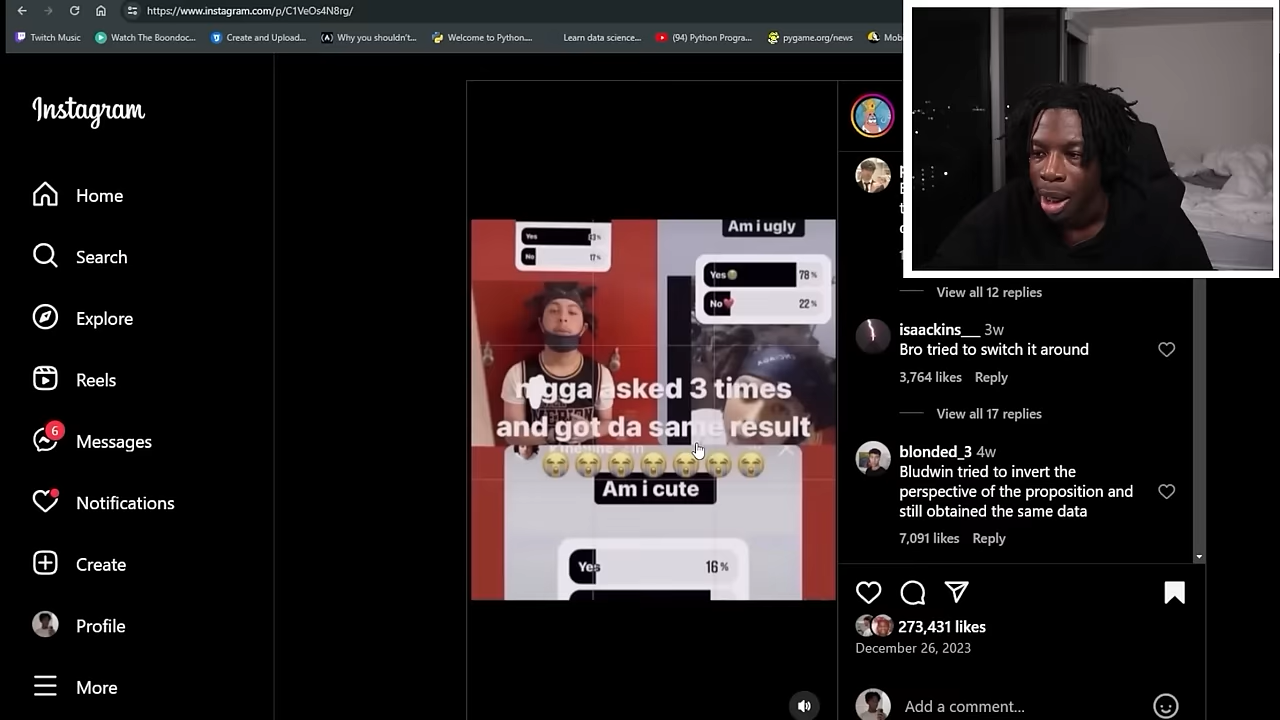 https://www.instagram.com/p/C1VeOs4N8rg/
Twitch Music
Watch The Boondoc...
Create and Upload...
Why you shouldn't...
Welcome to Python....
Learn data science...
(94) Python Progra...
pygame.org/news
Mob
Instagram
Home
Search
Explore
Reels
6
Messages
Notifications
Create
Profile
More
Yes
No 17%
Am i ugly
Yes 78%
No 22%
nigga asked 3 times
and got da same result
😭😭😭😭😭😭😭
Am i cute
Yes 16%
View all 12 replies
isaackins___ 3w
Bro tried to switch it around
3,764 likes Reply
View all 17 replies
blonded_3 4w
Bludwin tried to invert the
perspective of the proposition and
still obtained the same data
7,091 likes Reply
273,431 likes
December 26, 2023
Add a comment...